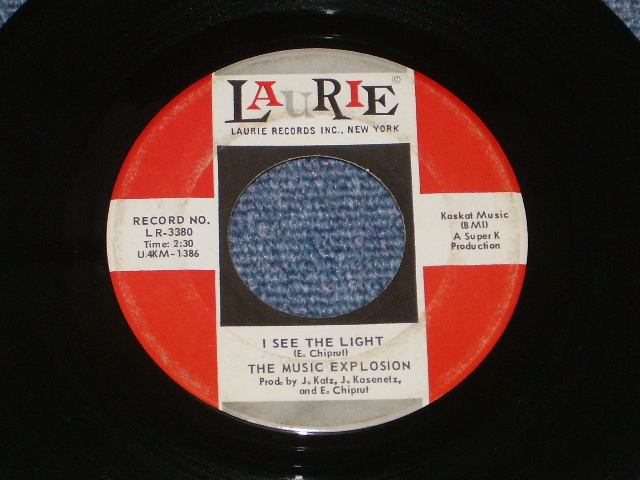 LAURIE ©
LAURIE RECORDS INC., NEW YORK
RECORD NO.
LR-3380
Time: 2:30
U4KM-1386
Kaskat Music
(BMI)
A Super K
Production
I SEE THE LIGHT
(E. Chiprut)
THE MUSIC EXPLOSION
Prod. by J. Katz, J. Kasenetz,
and E. Chiprut